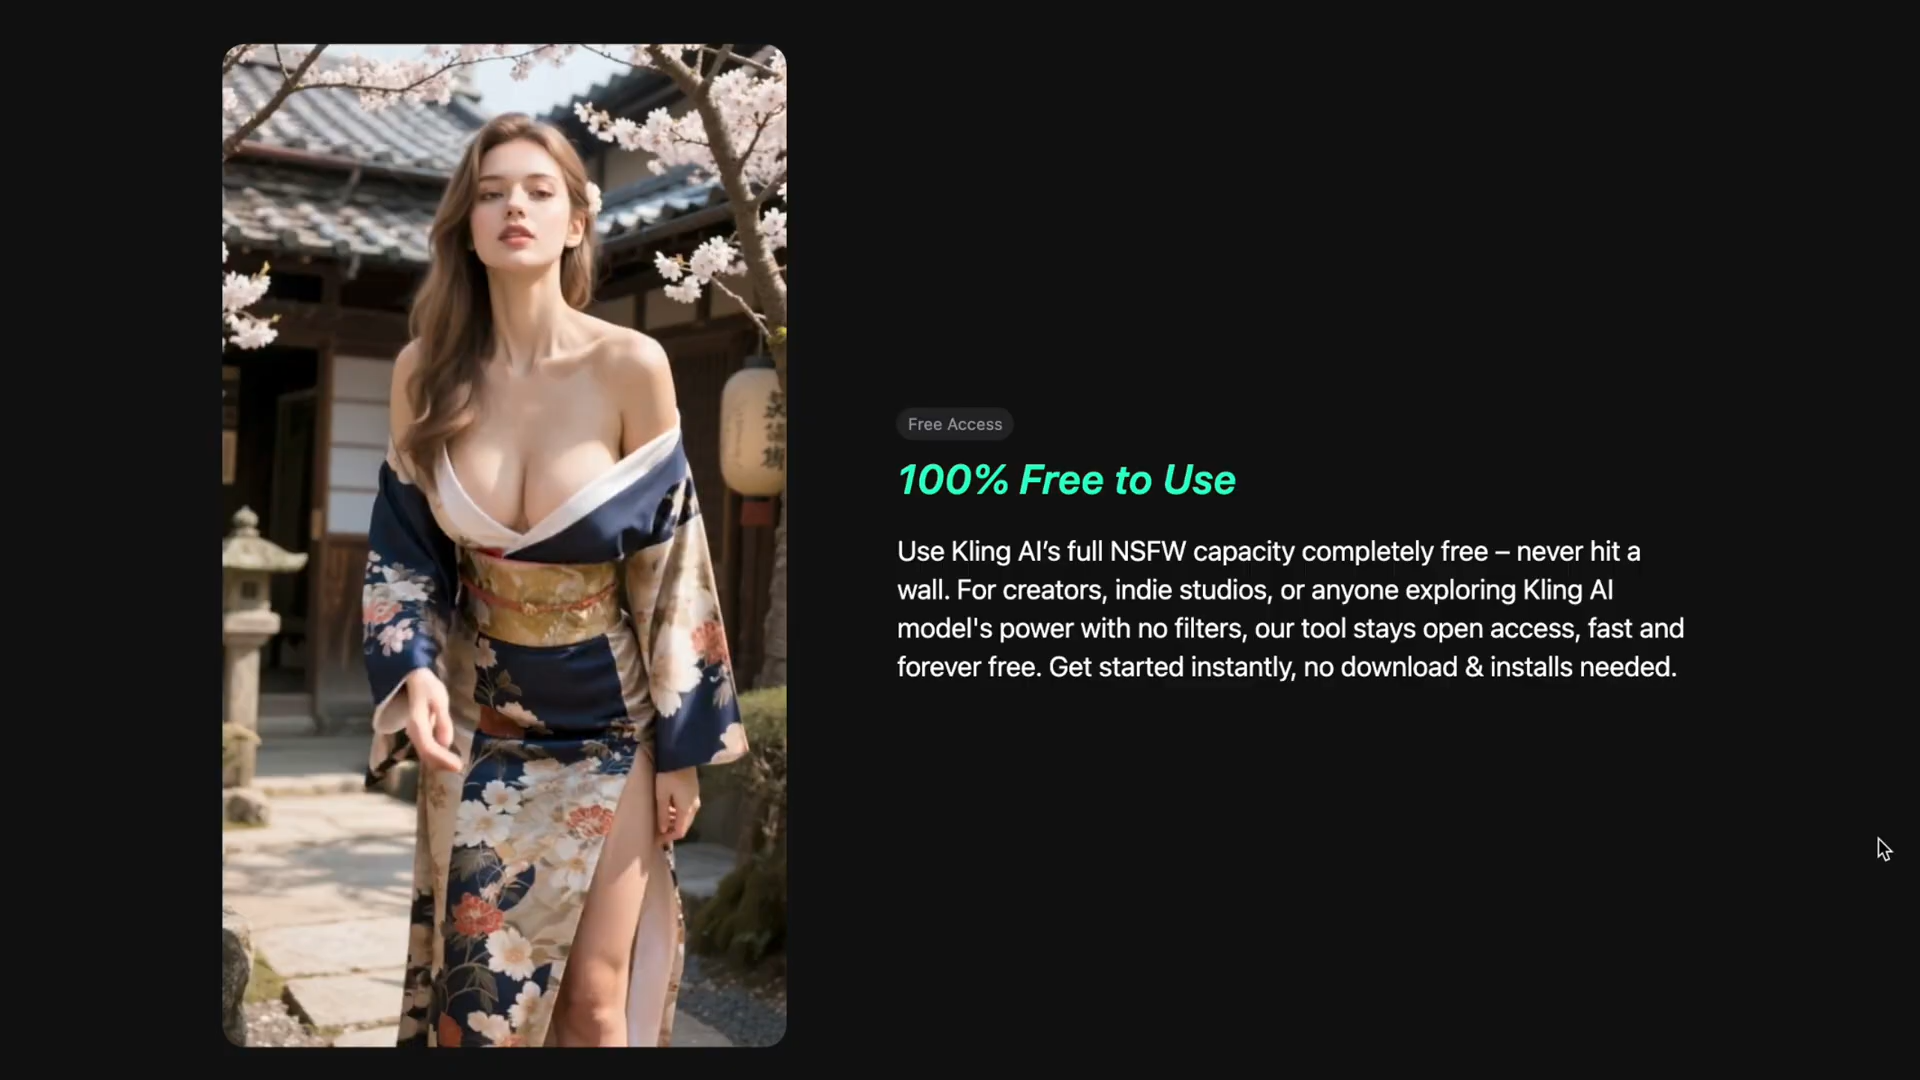 Free Access
100% Free to Use
Use Kling AI’s full NSFW capacity completely free – never hit a
wall. For creators, indie studios, or anyone exploring Kling AI
model's power with no filters, our tool stays open access, fast and
forever free. Get started instantly, no download & installs needed.